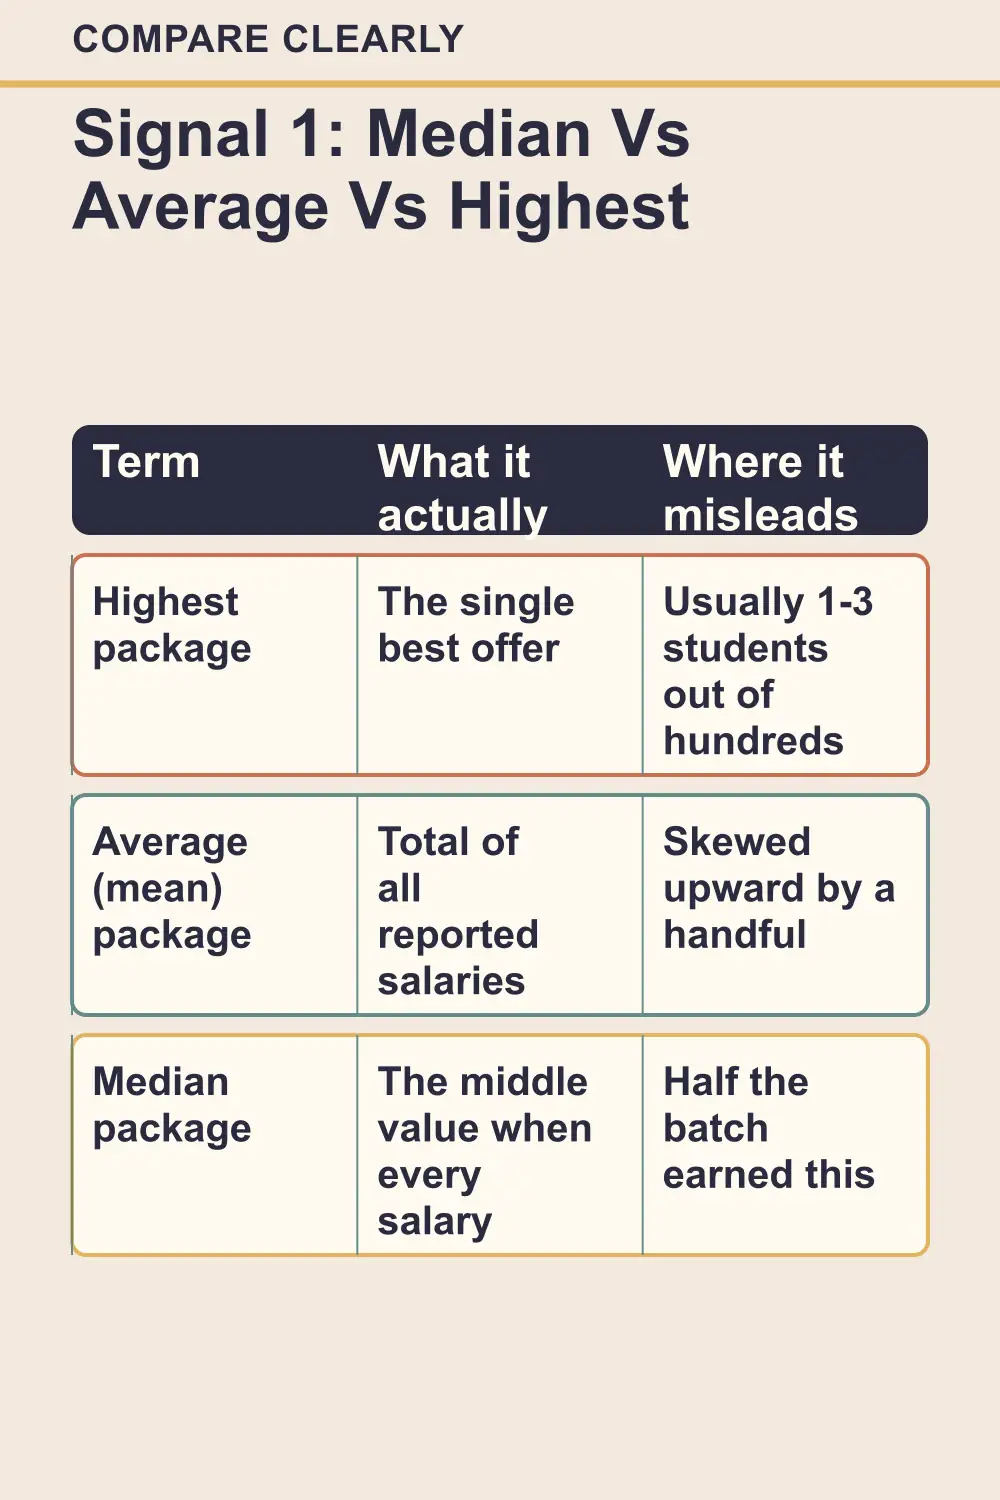 COMPARE CLEARLY
Signal 1: Median Vs
Average Vs Highest
Term
What it
actually
Where it
misleads
Highest
package
The single
best offer
Usually 1-3
students
out of
hundreds
Average
(mean)
package
Total of
all
reported
salaries
Skewed
upward by a
handful
Median
package
The middle
value when
every
salary
Half the
batch
earned this